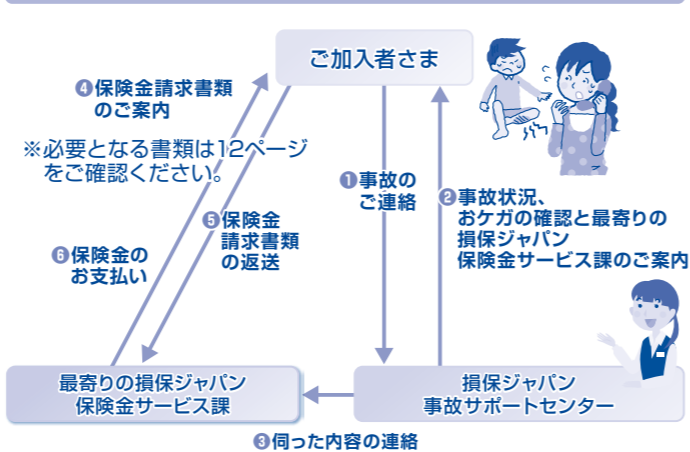 ご加入者さま
❹保険金請求書類
のご案内
※必要となる書類は12ページ
をご確認ください。
❶事故の
ご連絡
❷事故状況、
おケガの確認と最寄りの
損保ジャパン
保険金サービス課のご案内
❺保険金
請求書類
の返送
❻保険金の
お支払い
最寄りの損保ジャパン
保険金サービス課
損保ジャパン
事故サポートセンター
❸伺った内容の連絡